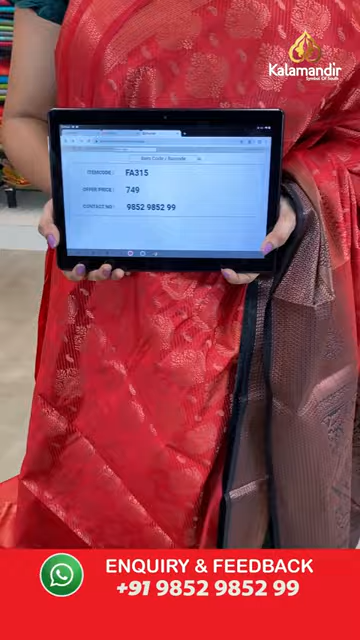 Kalamandir
Symbol Of Saree
ITEMCODE : FA315
OFFER PRICE : 749
CONTACT NO : 9852 9852 99
ENQUIRY & FEEDBACK
+91 9852 9852 99